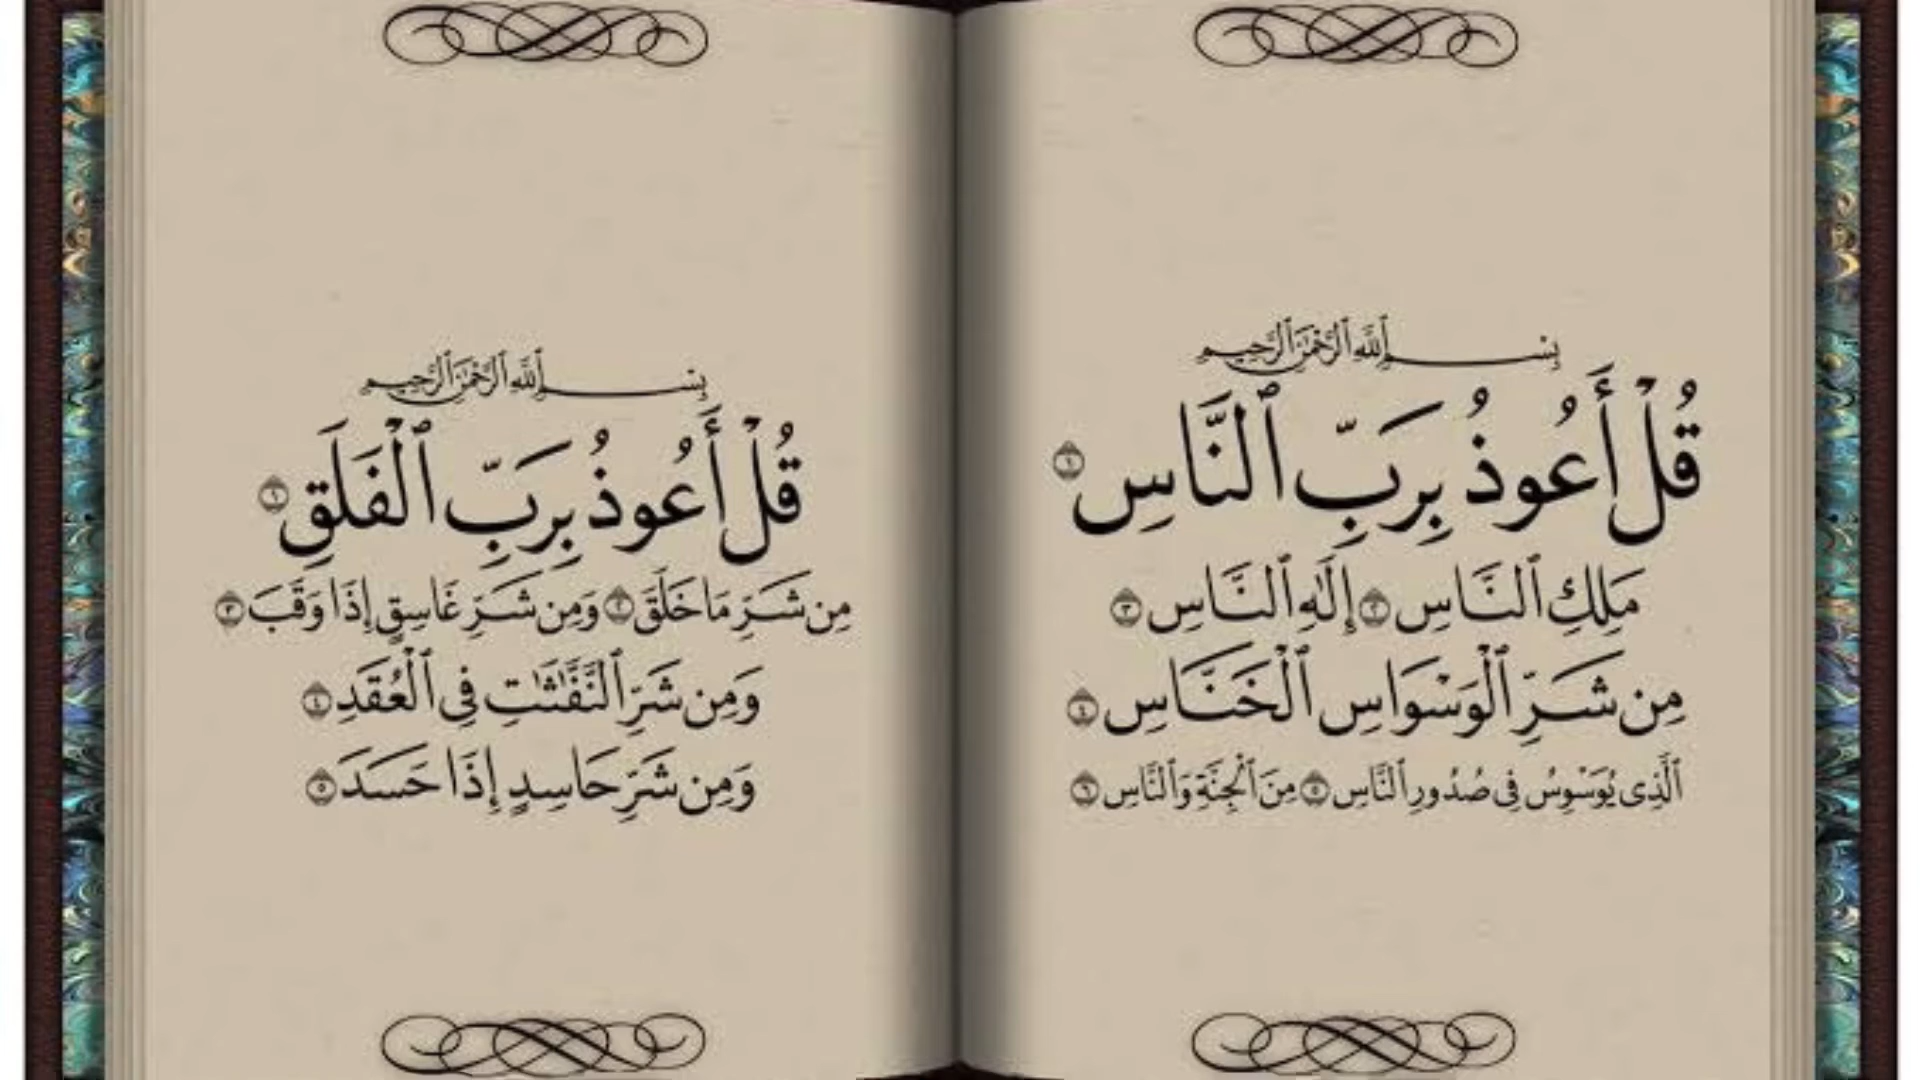 بِسْمِ ٱللَّهِ ٱلرَّحْمَٰنِ ٱلرَّحِيمِ
قُلْ أَعُوذُ بِرَبِّ ٱلنَّاسِ ١
مَلِكِ ٱلنَّاسِ ٢ إِلَٰهِ ٱلنَّاسِ ٣
مِن شَرِّ ٱلْوَسْوَاسِ ٱلْخَنَّاسِ ٤
ٱلَّذِى يُوَسْوِسُ فِى صُدُورِ ٱلنَّاسِ ٥ مِنَ ٱلْجِنَّةِ وَٱلنَّاسِ ٦
بِسْمِ ٱللَّهِ ٱلرَّحْمَٰنِ ٱلرَّحِيمِ
قُلْ أَعُوذُ بِرَبِّ ٱلْفَلَقِ ١
مِن شَرِّ مَا خَلَقَ ٢ وَمِن شَرِّ غَاسِقٍ إِذَا وَقَبَ ٣
وَمِن شَرِّ ٱلنَّفَّٰثَٰتِ فِى ٱلْعُقَدِ ٤
وَمِن شَرِّ حَاسِدٍ إِذَا حَسَدَ ٥